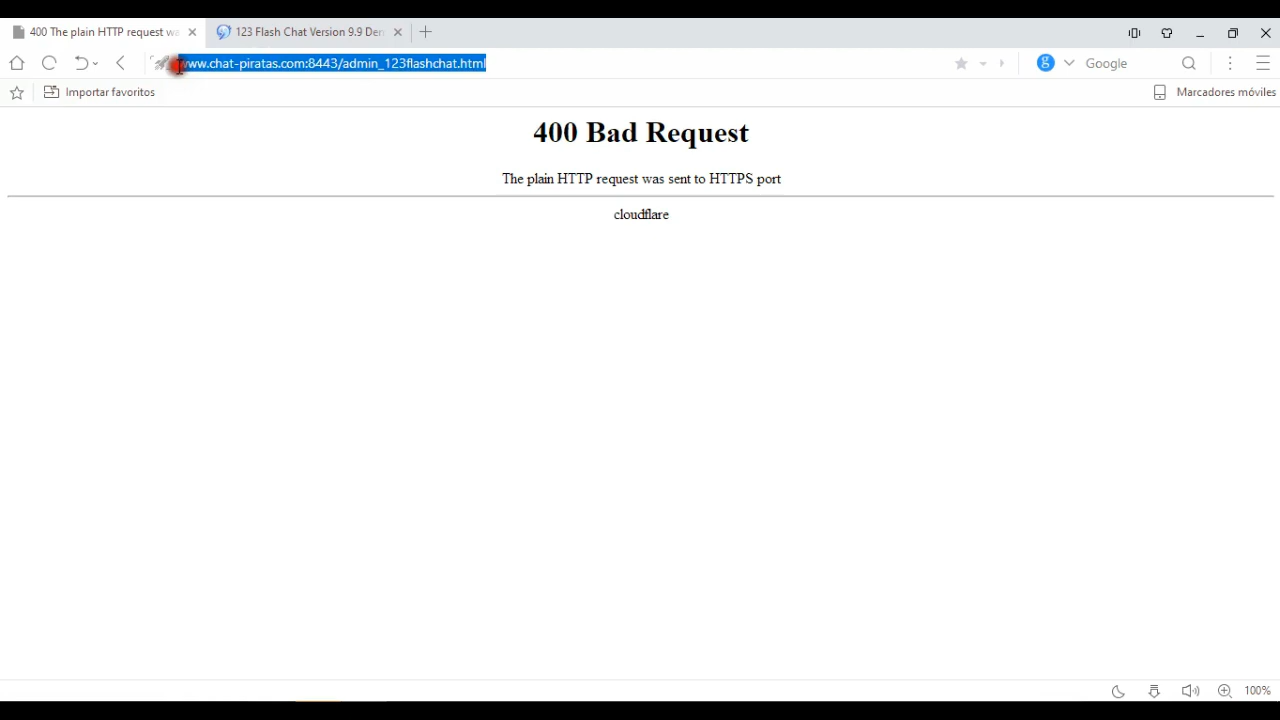 400 The plain HTTP request wa
123 Flash Chat Version 9.9 Den
www.chat-piratas.com:8443/admin_123flashchat.html
g
Google
Importar favoritos
Marcadores móviles
400 Bad Request
The plain HTTP request was sent to HTTPS port
cloudflare
100%